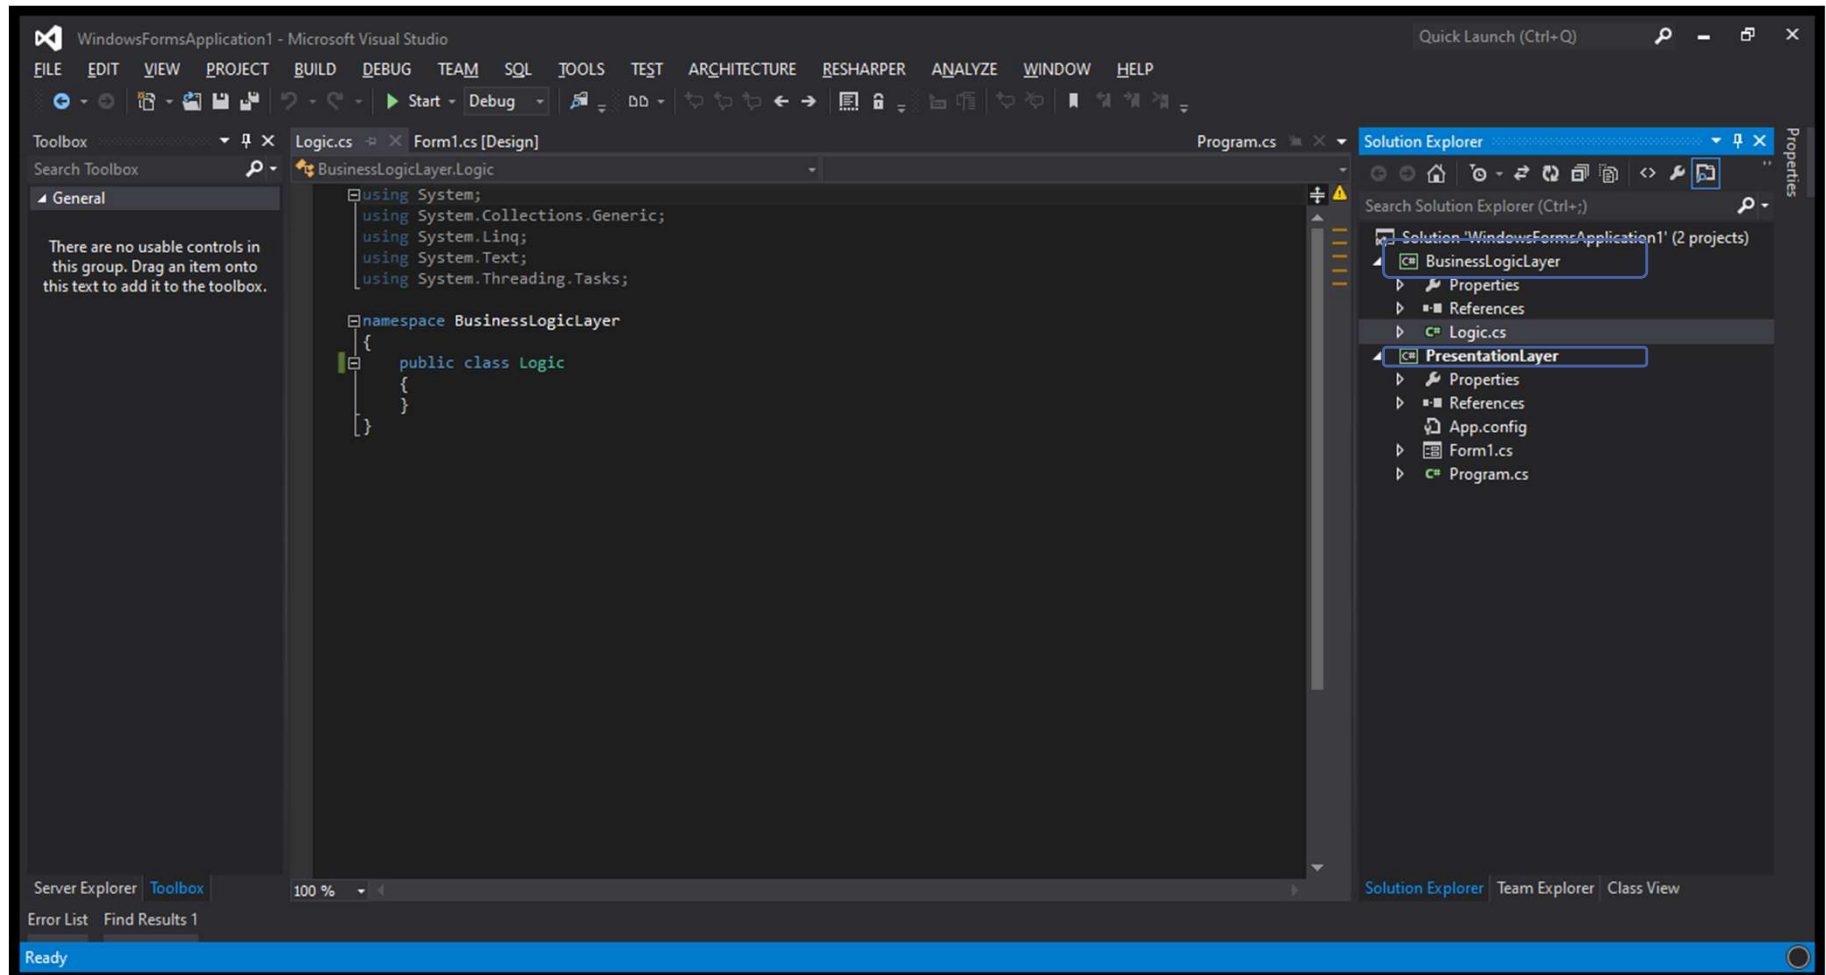 WindowsFormsApplication1 - Microsoft Visual Studio
Quick Launch (Ctrl+Q)
FILE EDIT VIEW PROJECT BUILD DEBUG TEAM SQL TOOLS TEST ARCHITECTURE RESHARPER ANALYZE WINDOW HELP
Start Debug
Toolbox
Search Toolbox
General
There are no usable controls in
this group. Drag an item onto
this text to add it to the toolbox.
Server Explorer Toolbox
Logic.cs Form1.cs [Design] Program.cs
BusinessLogicLayer.Logic
using System;
using System.Collections.Generic;
using System.Linq;
using System.Text;
using System.Threading.Tasks;
namespace BusinessLogicLayer
{
public class Logic
{
}
}
100 %
Solution Explorer
Search Solution Explorer (Ctrl+;)
Solution 'WindowsFormsApplication1' (2 projects)
C# BusinessLogicLayer
Properties
References
C# Logic.cs
C# PresentationLayer
Properties
References
App.config
Form1.cs
C# Program.cs
Solution Explorer Team Explorer Class View
Properties
Error List Find Results 1
Ready